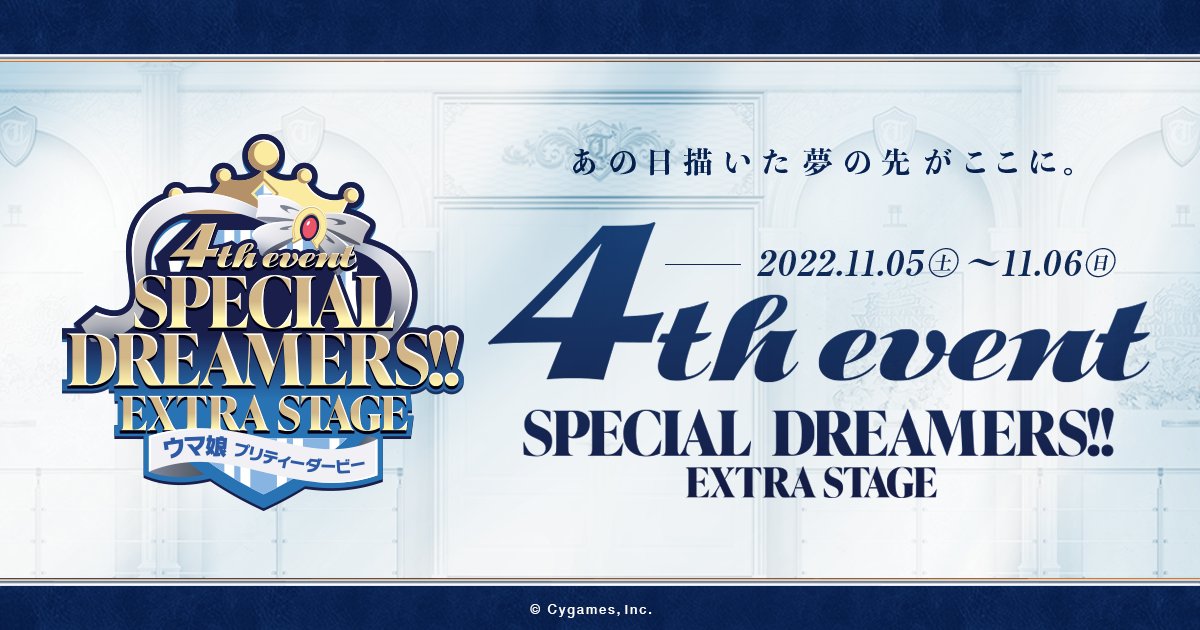 4th event
SPECIAL
DREAMERS!!
EXTRA STAGE
ウマ娘 プリティーダービー
あの日描いた夢の先がここに。
2022.11.05㊏〜11.06㊐
4th event
SPECIAL DREAMERS!!
EXTRA STAGE
© Cygames, Inc.